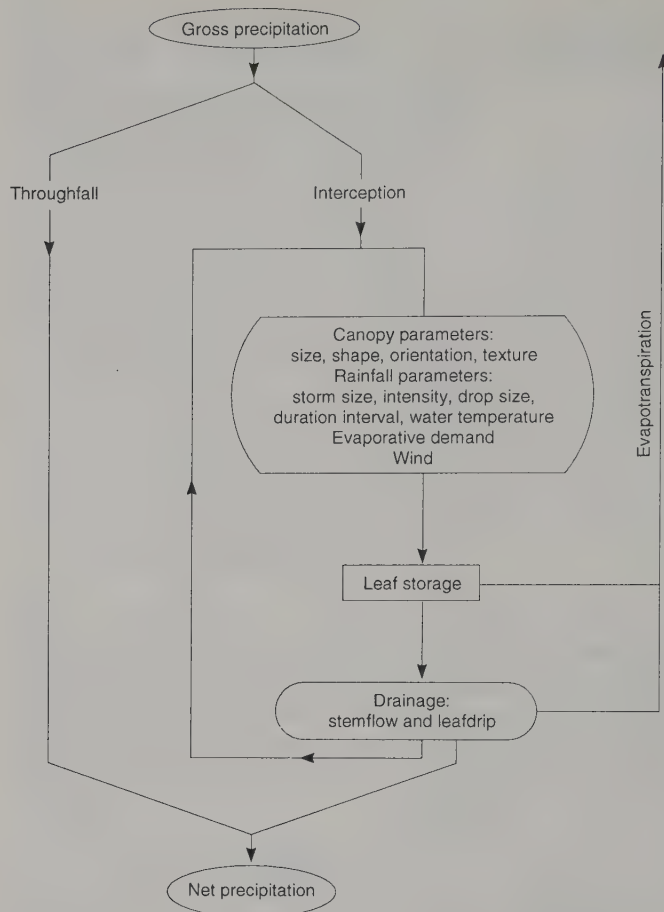 Gross precipitation
Throughfall
Interception
Canopy parameters:
size, shape, orientation, texture
Rainfall parameters:
storm size, intensity, drop size,
duration interval, water temperature
Evaporative demand
Wind
Evapotranspiration
Leaf storage
Drainage:
stemflow and leafdrip
Net precipitation